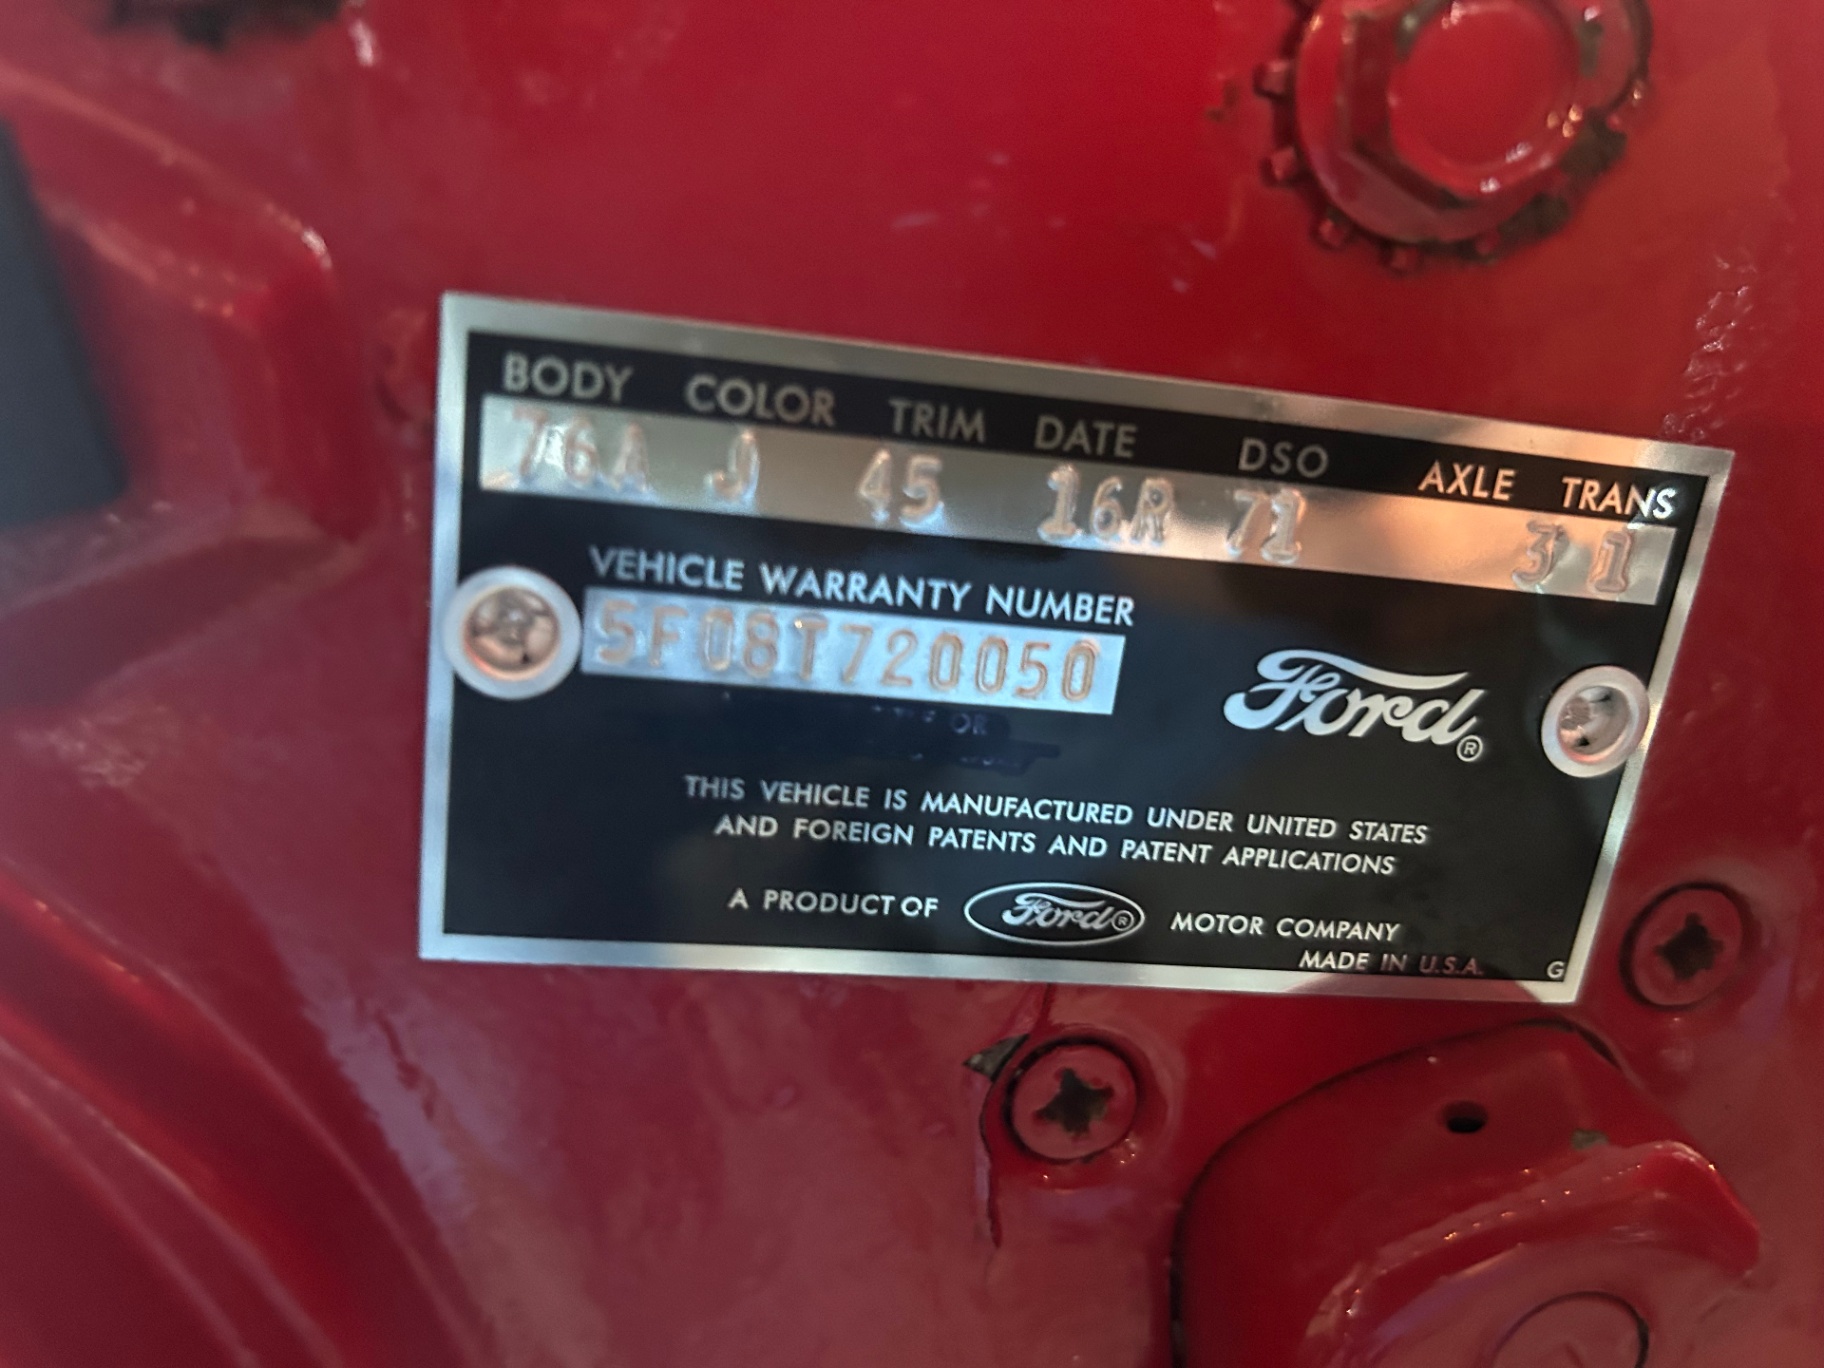 BODY COLOR TRIM DATE DSO AXLE TRANS
76A J 45 16R 71 3 1
VEHICLE WARRANTY NUMBER
5F08T720050
Ford®
THIS VEHICLE IS MANUFACTURED UNDER UNITED STATES
AND FOREIGN PATENTS AND PATENT APPLICATIONS
A PRODUCT OF Ford® MOTOR COMPANY
MADE IN U.S.A. G